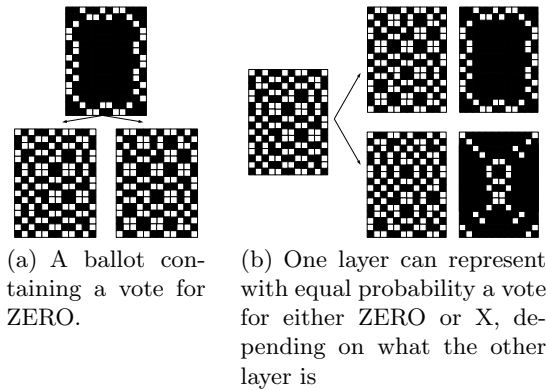 (a) A ballot con-
taining a vote for
ZERO.
(b) One layer can represent
with equal probability a vote
for either ZERO or X, de-
pending on what the other
layer is